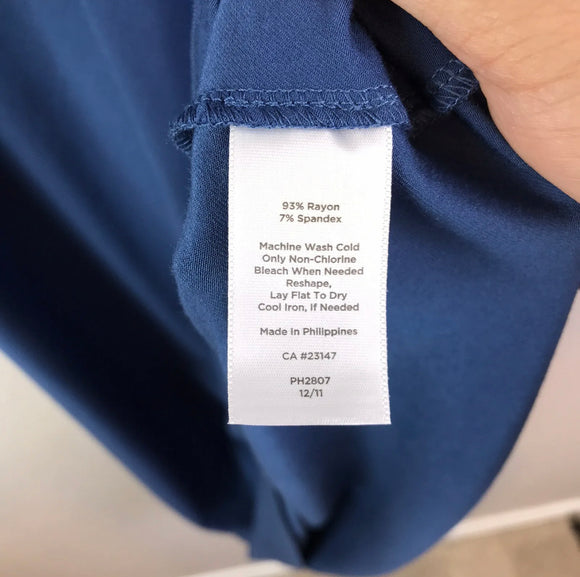 93% Rayon
7% Spandex
Machine Wash Cold
Only Non-Chlorine
Bleach When Needed
Reshape,
Lay Flat To Dry
Cool Iron, If Needed
Made In Philippines
CA #23147
PH2807
12/11